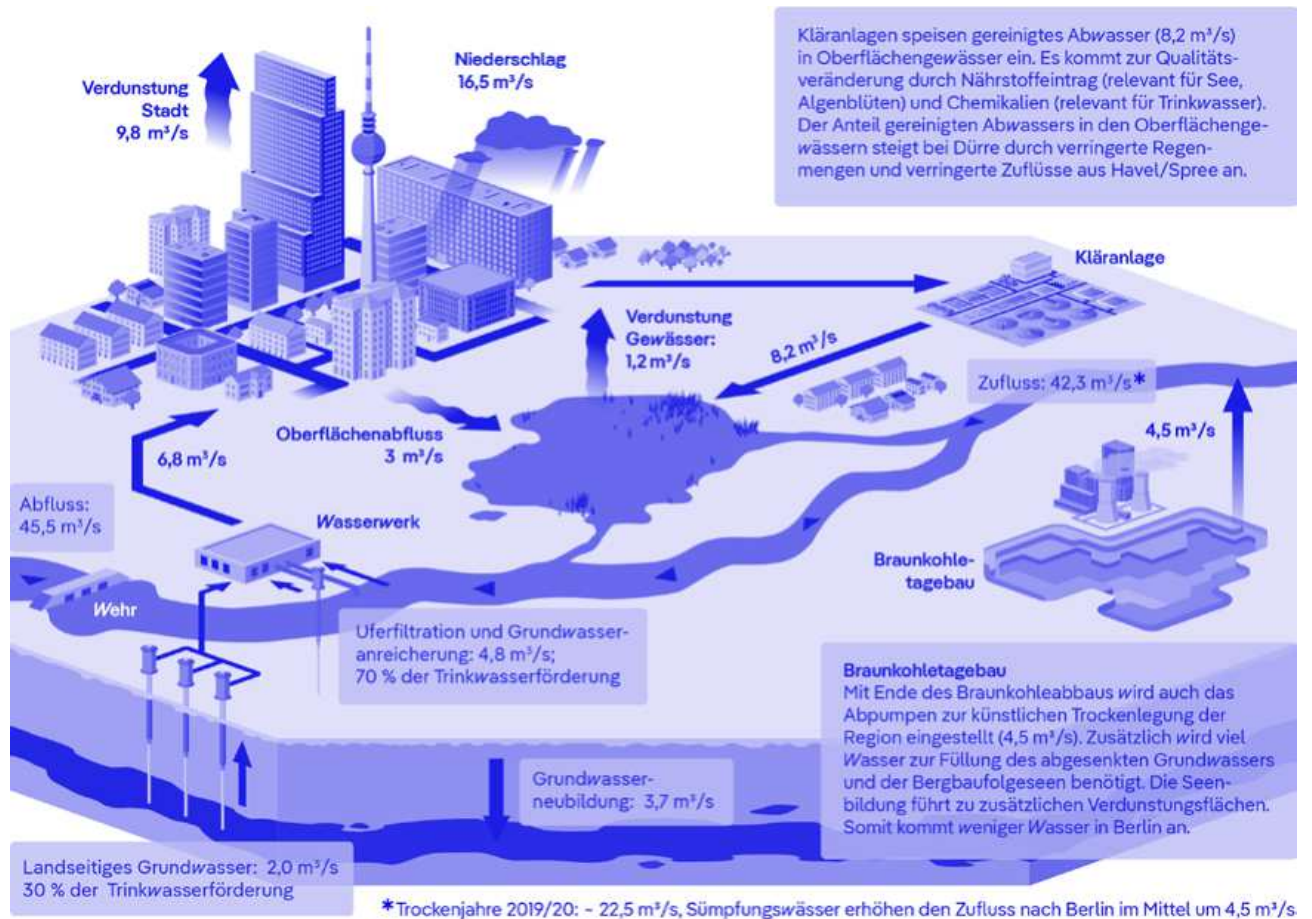 Verdunstung
Stadt
9,8 m³/s
Niederschlag
16,5 m³/s
Kläranlagen speisen gereinigtes Abwasser (8,2 m³/s)
in Oberflächengewässer ein. Es kommt zur Qualitäts-
veränderung durch Nährstoffeintrag (relevant für See,
Algenblüten) und Chemikalien (relevant für Trinkwasser).
Der Anteil gereinigten Abwassers in den Oberflächenge-
wässern steigt bei Dürre durch verringerte Regen-
mengen und verringerte Zuflüsse aus Havel/Spree an.
Kläranlage
Verdunstung
Gewässer:
1,2 m³/s
8,2 m³/s
Zufluss: 42,3 m³/s*
4,5 m³/s
Oberflächenabfluss
3 m³/s
6,8 m³/s
Abfluss:
45,5 m³/s
Wasserwerk
Braunkohle-
tagebau
Wehr
Uferfiltration und Grundwasser-
anreicherung: 4,8 m³/s;
70 % der Trinkwasserförderung
Braunkohletagebau
Mit Ende des Braunkohleabbaus wird auch das
Abpumpen zur künstlichen Trockenlegung der
Region eingestellt (4,5 m³/s). Zusätzlich wird viel
Wasser zur Füllung des abgesenkten Grundwassers
und der Bergbaufolgeseen benötigt. Die Seen-
bildung führt zu zusätzlichen Verdunstungsflächen.
Somit kommt weniger Wasser in Berlin an.
Grundwasser-
neubildung: 3,7 m³/s
Landseitiges Grundwasser: 2,0 m³/s
30 % der Trinkwasserförderung
*Trockenjahre 2019/20: - 22,5 m³/s, Sümpfungswässer erhöhen den Zufluss nach Berlin im Mittel um 4,5 m³/s